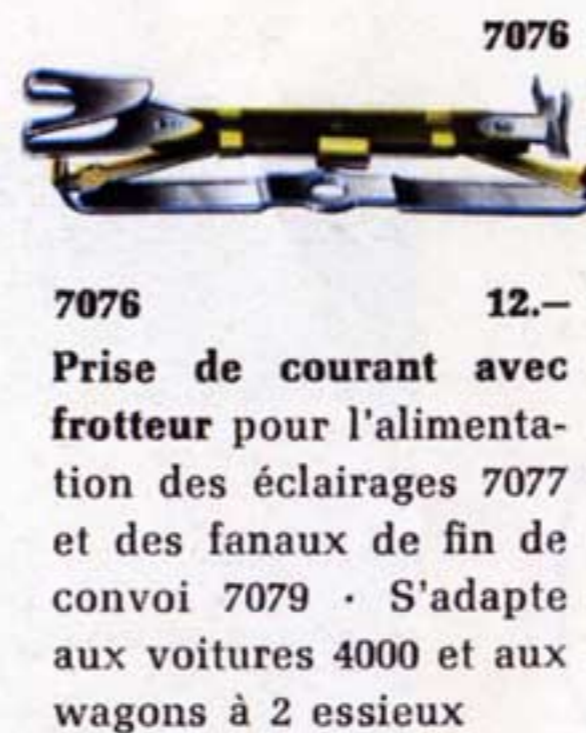 7076
7076 12.—
Prise de courant avec
frotteur pour l'alimenta-
tion des éclairages 7077
et des fanaux de fin de
convoi 7079 · S'adapte
aux voitures 4000 et aux
wagons à 2 essieux